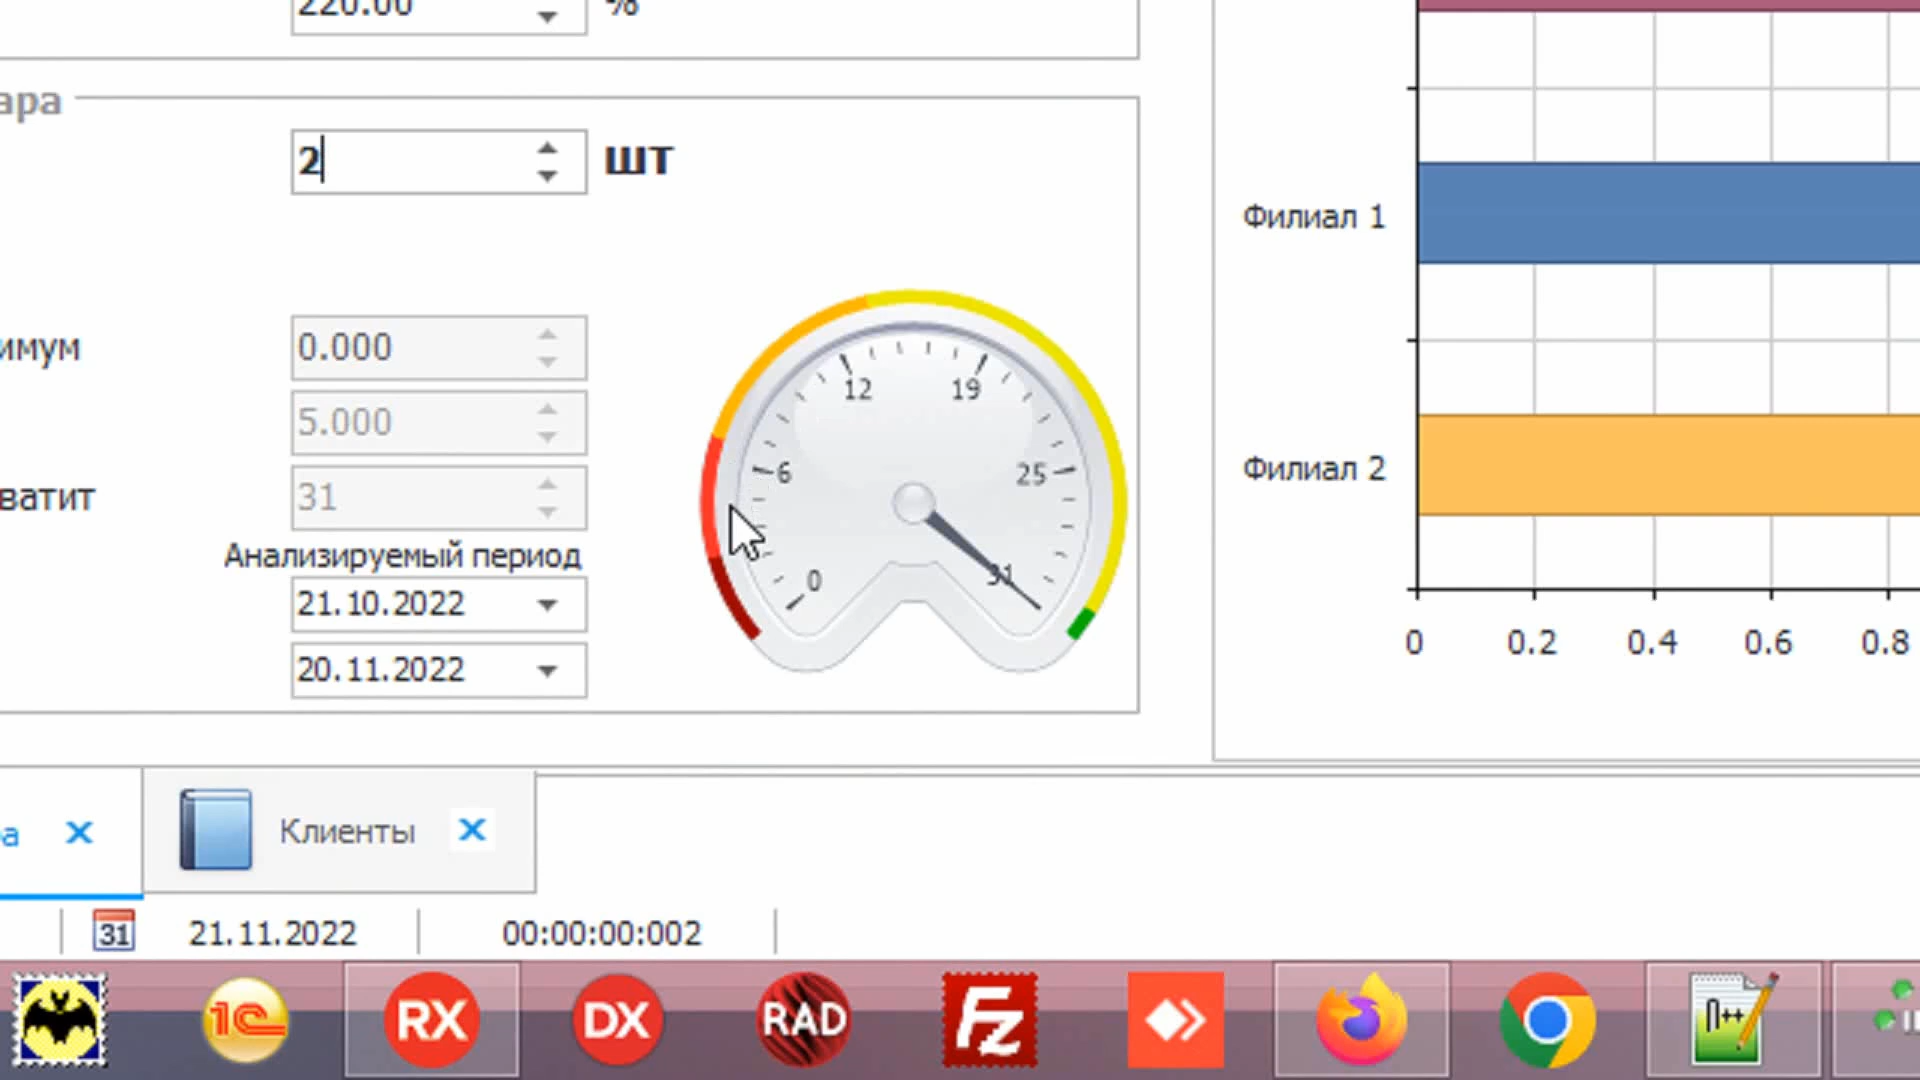 220.00 %
ара
2 шт
имум 0.000
5.000
ватит 31
Анализируемый период
21.10.2022
20.11.2022
0
6
12
19
25
31
Филиал 1
Филиал 2
0 0.2 0.4 0.6 0.8
а
Клиенты
31 21.11.2022 00:00:00:002
1С RX DX RAD FZ n++